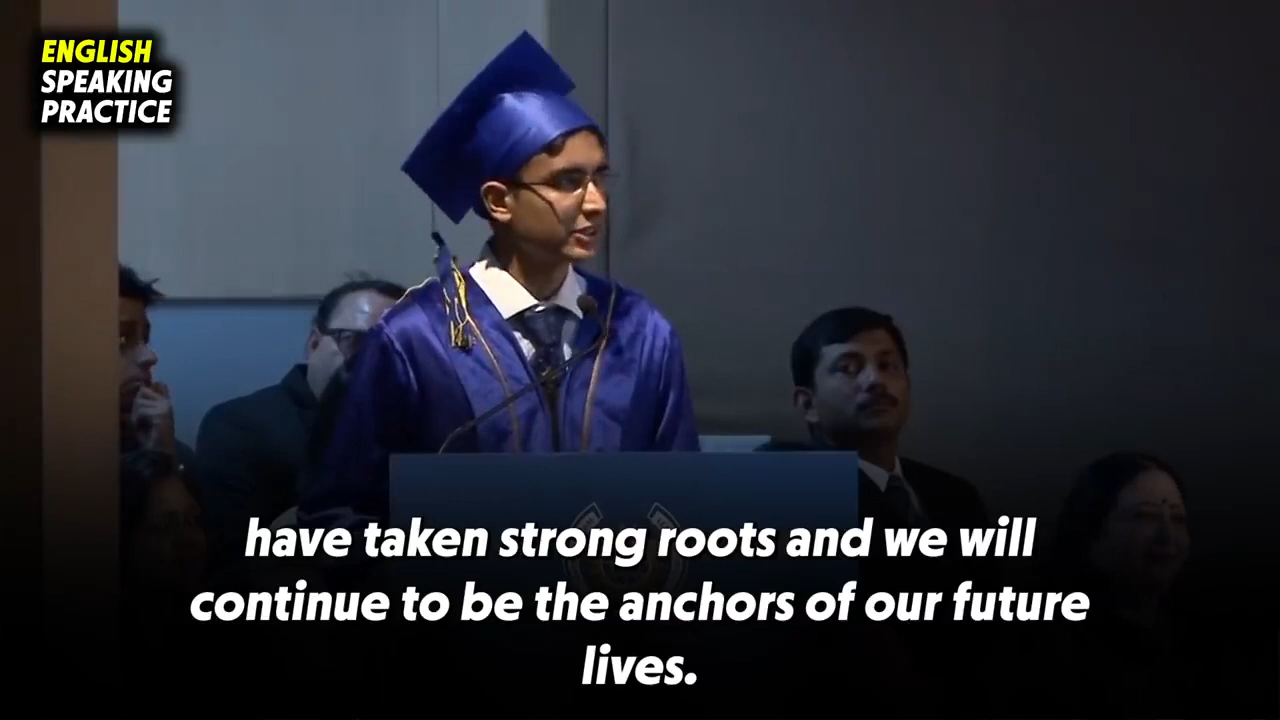 ENGLISH
SPEAKING
PRACTICE
have taken strong roots and we will
continue to be the anchors of our future
lives.